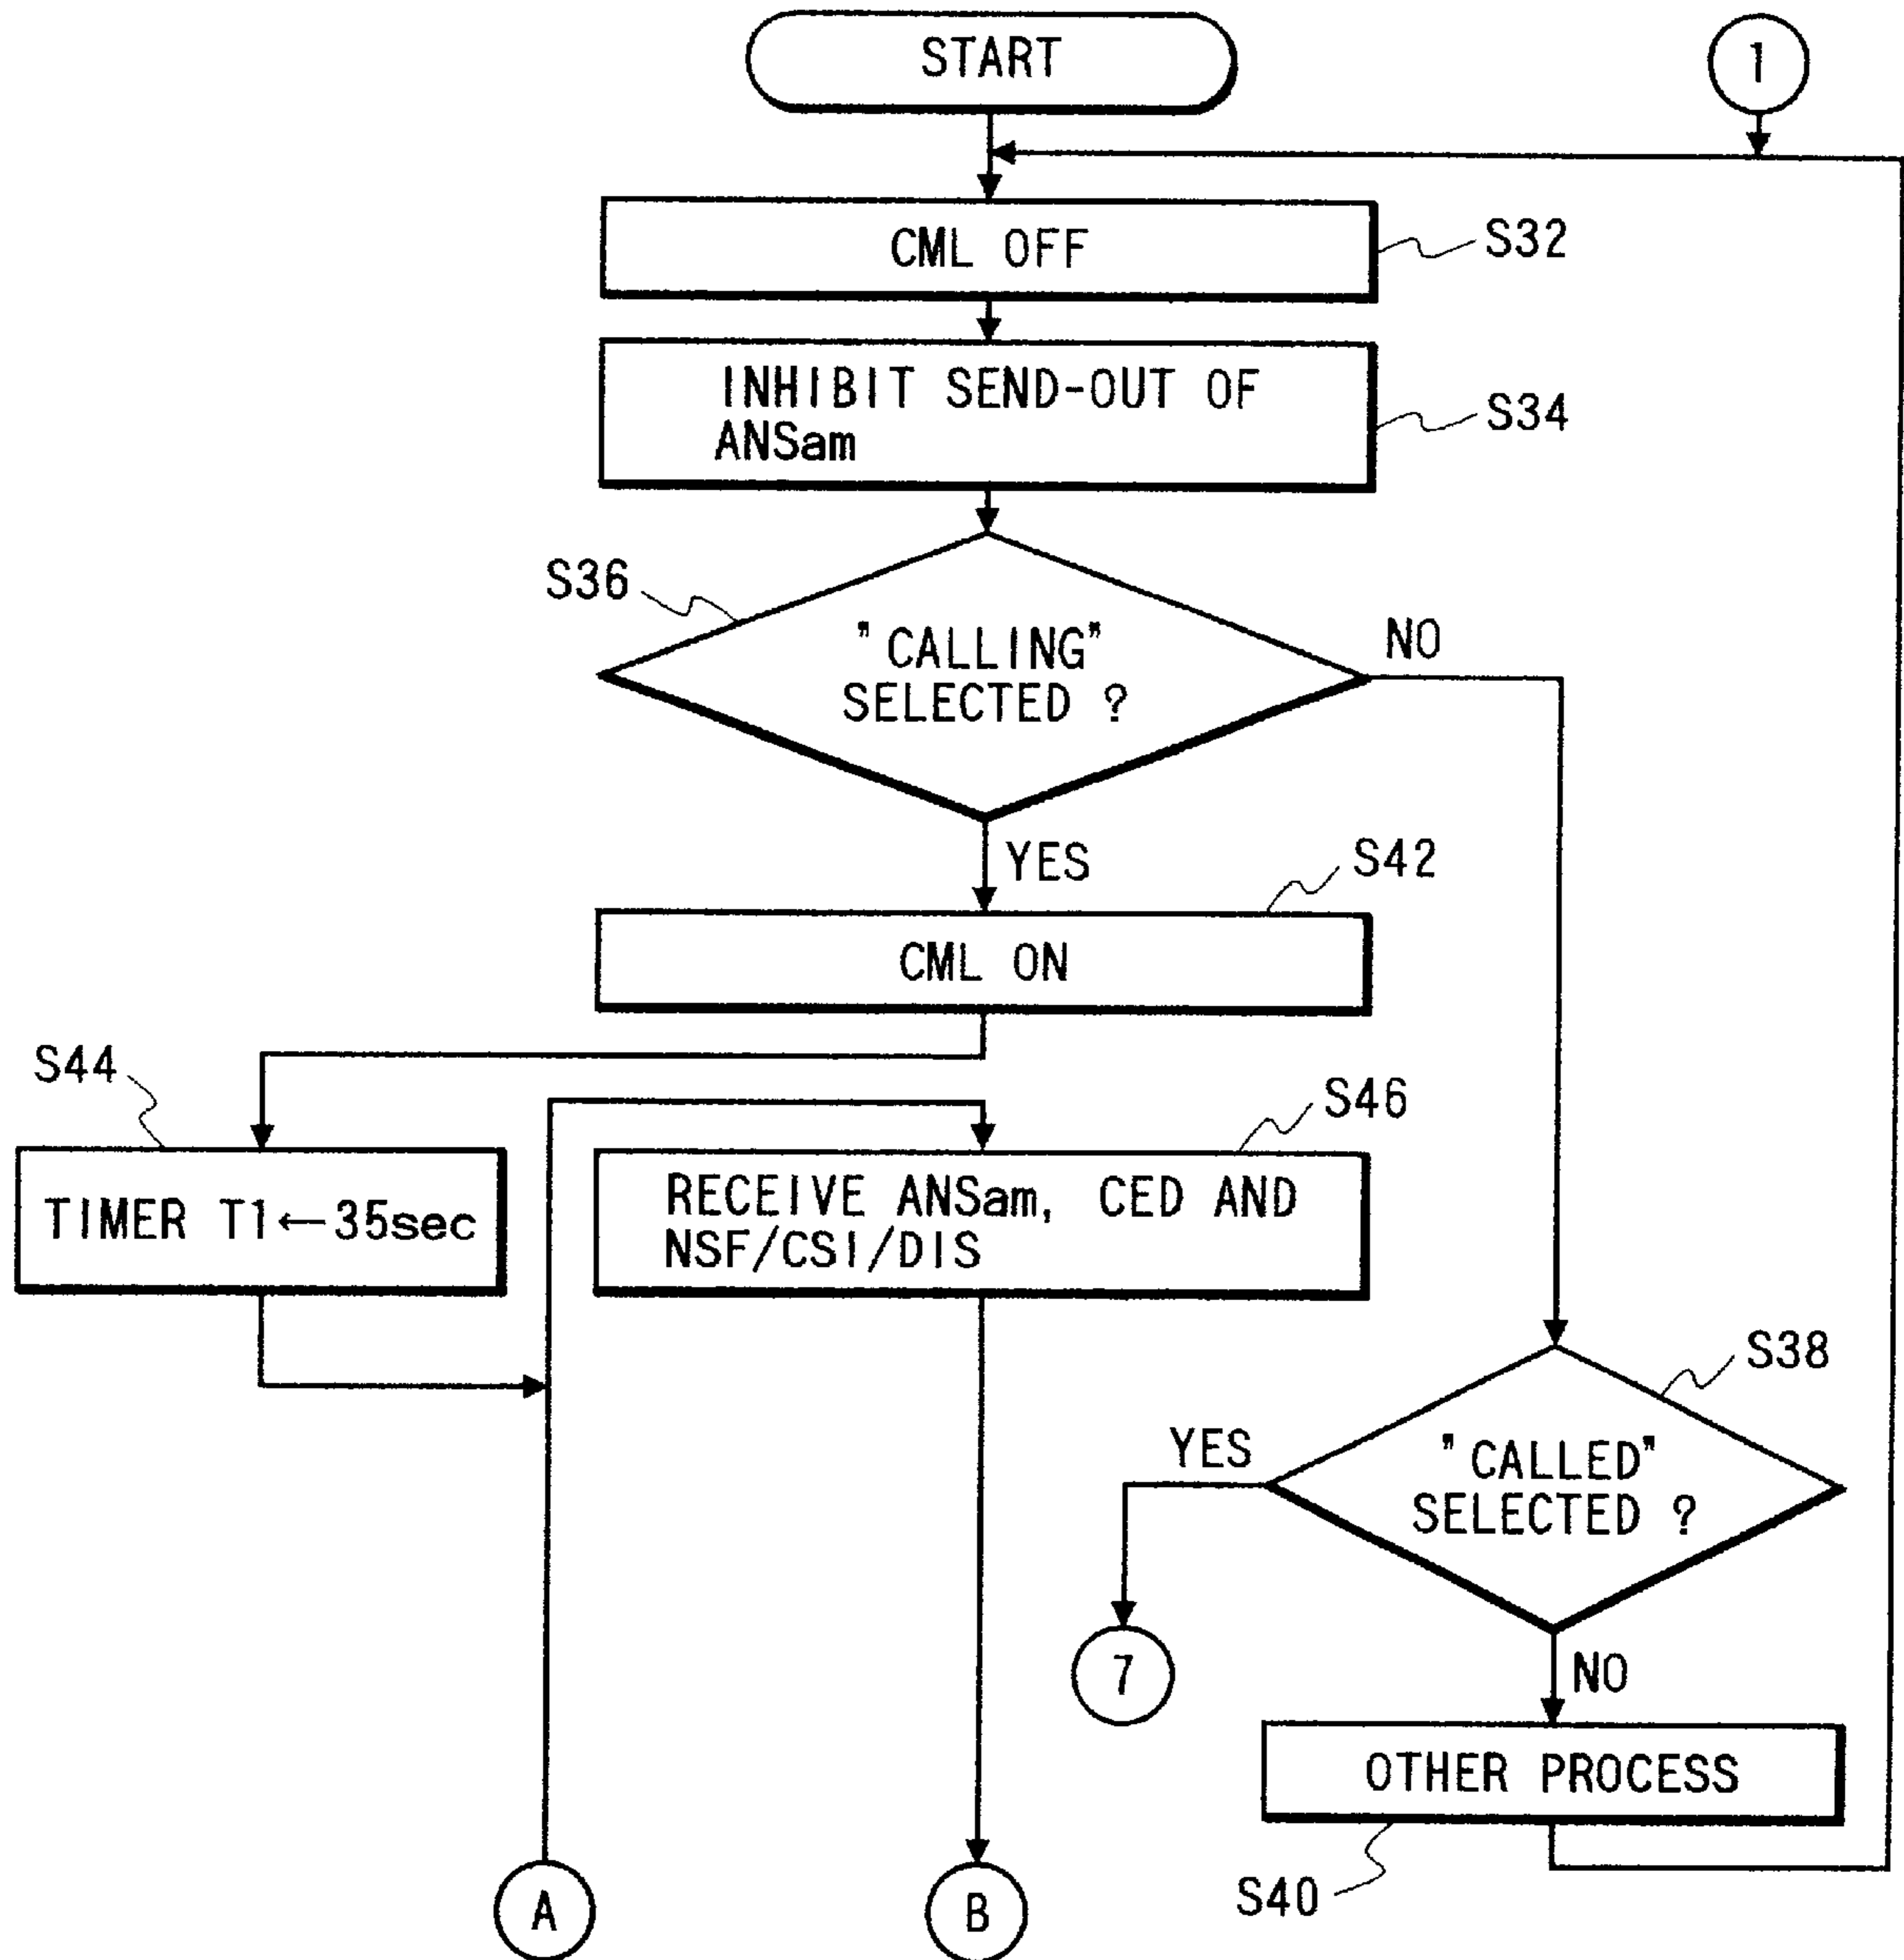 START
1
CML OFF
S32
INHIBIT SEND-OUT OF
ANSam
S34
S36
"CALLING"
SELECTED ?
NO
YES
S42
CML ON
S44
TIMER T1←35sec
S46
RECEIVE ANSam, CED AND
NSF/CSI/DIS
S38
"CALLED"
SELECTED ?
YES
7
NO
OTHER PROCESS
S40
A
B